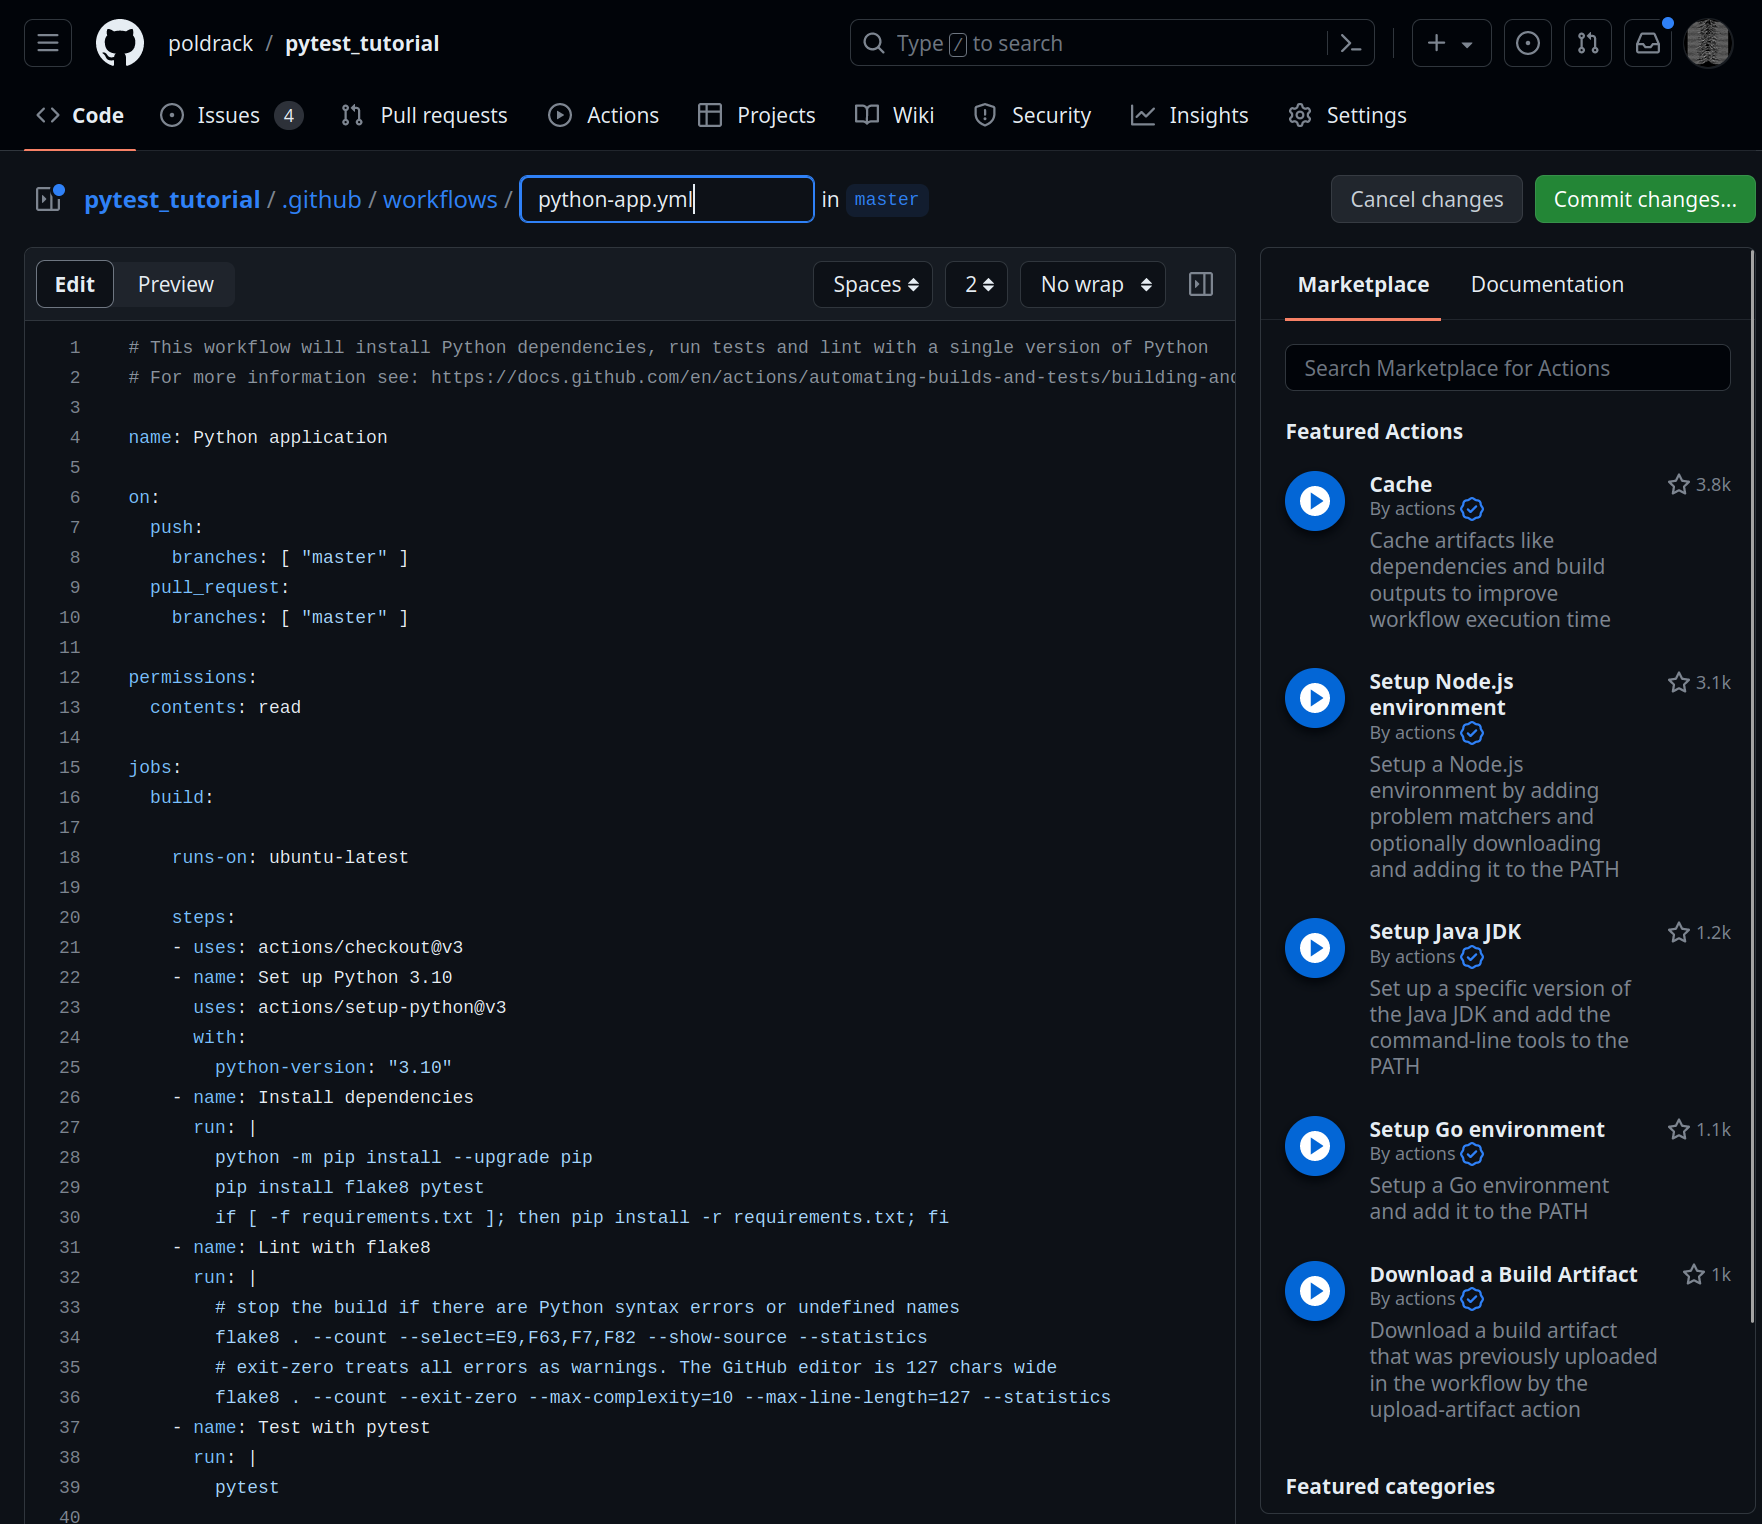 poldrack / pytest_tutorial
Type / to search
Code
Issues 4
Pull requests
Actions
Projects
Wiki
Security
Insights
Settings
pytest_tutorial / .github / workflows / python-app.yml in master
Cancel changes
Commit changes...
Edit
Preview
Spaces
2
No wrap
1 # This workflow will install Python dependencies, run tests and lint with a single version of Python
2 # For more information see: https://docs.github.com/en/actions/automating-builds-and-tests/building-and
3
4 name: Python application
5
6 on:
7   push:
8     branches: [ "master" ]
9   pull_request:
10     branches: [ "master" ]
11
12 permissions:
13   contents: read
14
15 jobs:
16   build:
17
18     runs-on: ubuntu-latest
19
20     steps:
21     - uses: actions/checkout@v3
22     - name: Set up Python 3.10
23       uses: actions/setup-python@v3
24       with:
25         python-version: "3.10"
26     - name: Install dependencies
27       run: |
28         python -m pip install --upgrade pip
29         pip install flake8 pytest
30         if [ -f requirements.txt ]; then pip install -r requirements.txt; fi
31     - name: Lint with flake8
32       run: |
33         # stop the build if there are Python syntax errors or undefined names
34         flake8 . --count --select=E9,F63,F7,F82 --show-source --statistics
35         # exit-zero treats all errors as warnings. The GitHub editor is 127 chars wide
36         flake8 . --count --exit-zero --max-complexity=10 --max-line-length=127 --statistics
37     - name: Test with pytest
38       run: |
39         pytest
40
Marketplace
Documentation
Search Marketplace for Actions
Featured Actions
Cache
3.8k
By actions
Cache artifacts like
dependencies and build
outputs to improve
workflow execution time
Setup Node.js
environment
3.1k
By actions
Setup a Node.js
environment by adding
problem matchers and
optionally downloading
and adding it to the PATH
Setup Java JDK
1.2k
By actions
Set up a specific version of
the Java JDK and add the
command-line tools to the
PATH
Setup Go environment
1.1k
By actions
Setup a Go environment
and add it to the PATH
Download a Build Artifact
1k
By actions
Download a build artifact
that was previously uploaded
in the workflow by the
upload-artifact action
Featured categories